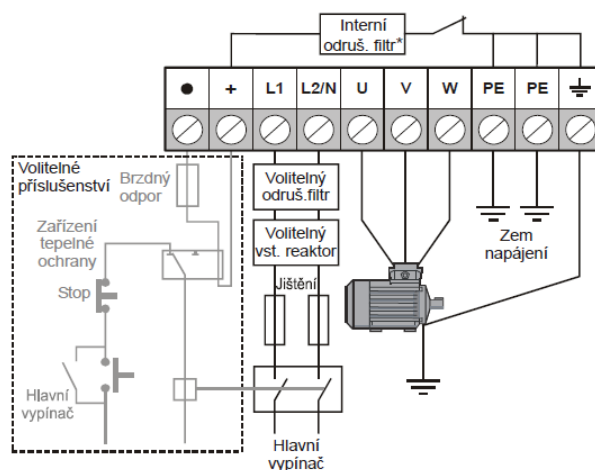 Interní
odruš. filtr*
● + L1 L2/N U V W PE PE
Volitelné
příslušenství
Brzdný
odpor
Zařízení
tepelné
ochrany
Stop
Hlavní
vypínač
Volitelný
odruš.filtr
Volitelný
vst. reaktor
Jištění
Hlavní
vypínač
Zem
napájení